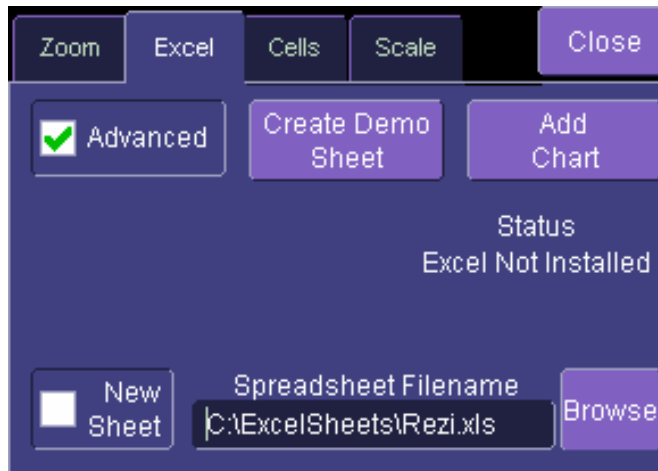 Zoom Excel Cells Scale Close
Advanced
Create Demo
Sheet
Add
Chart
Status
Excel Not Installed
New
Sheet
Spreadsheet Filename
C:\ExcelSheets\Rezi.xls
Browse